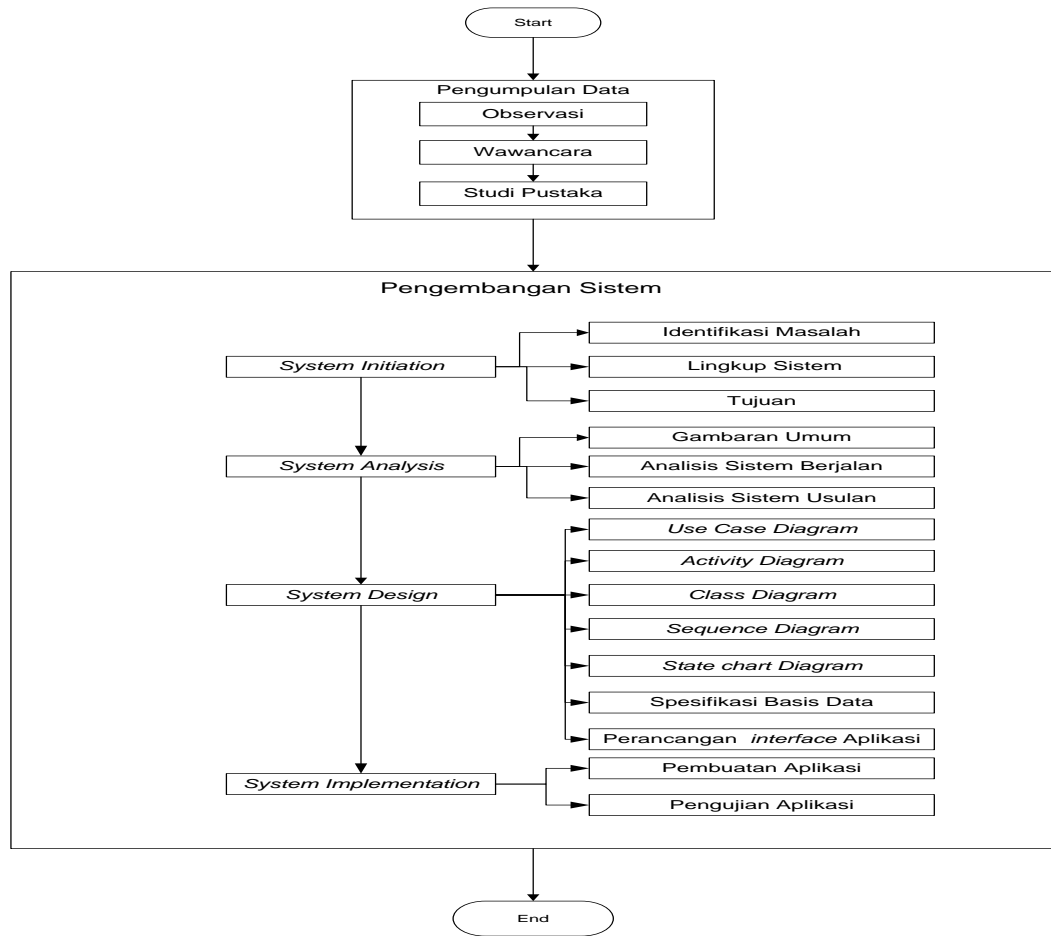 Start
Pengumpulan Data
Observasi
Wawancara
Studi Pustaka
Pengembangan Sistem
System Initiation
Identifikasi Masalah
Lingkup Sistem
Tujuan
System Analysis
Gambaran Umum
Analisis Sistem Berjalan
Analisis Sistem Usulan
System Design
Use Case Diagram
Activity Diagram
Class Diagram
Sequence Diagram
State chart Diagram
Spesifikasi Basis Data
Perancangan interface Aplikasi
System Implementation
Pembuatan Aplikasi
Pengujian Aplikasi
End